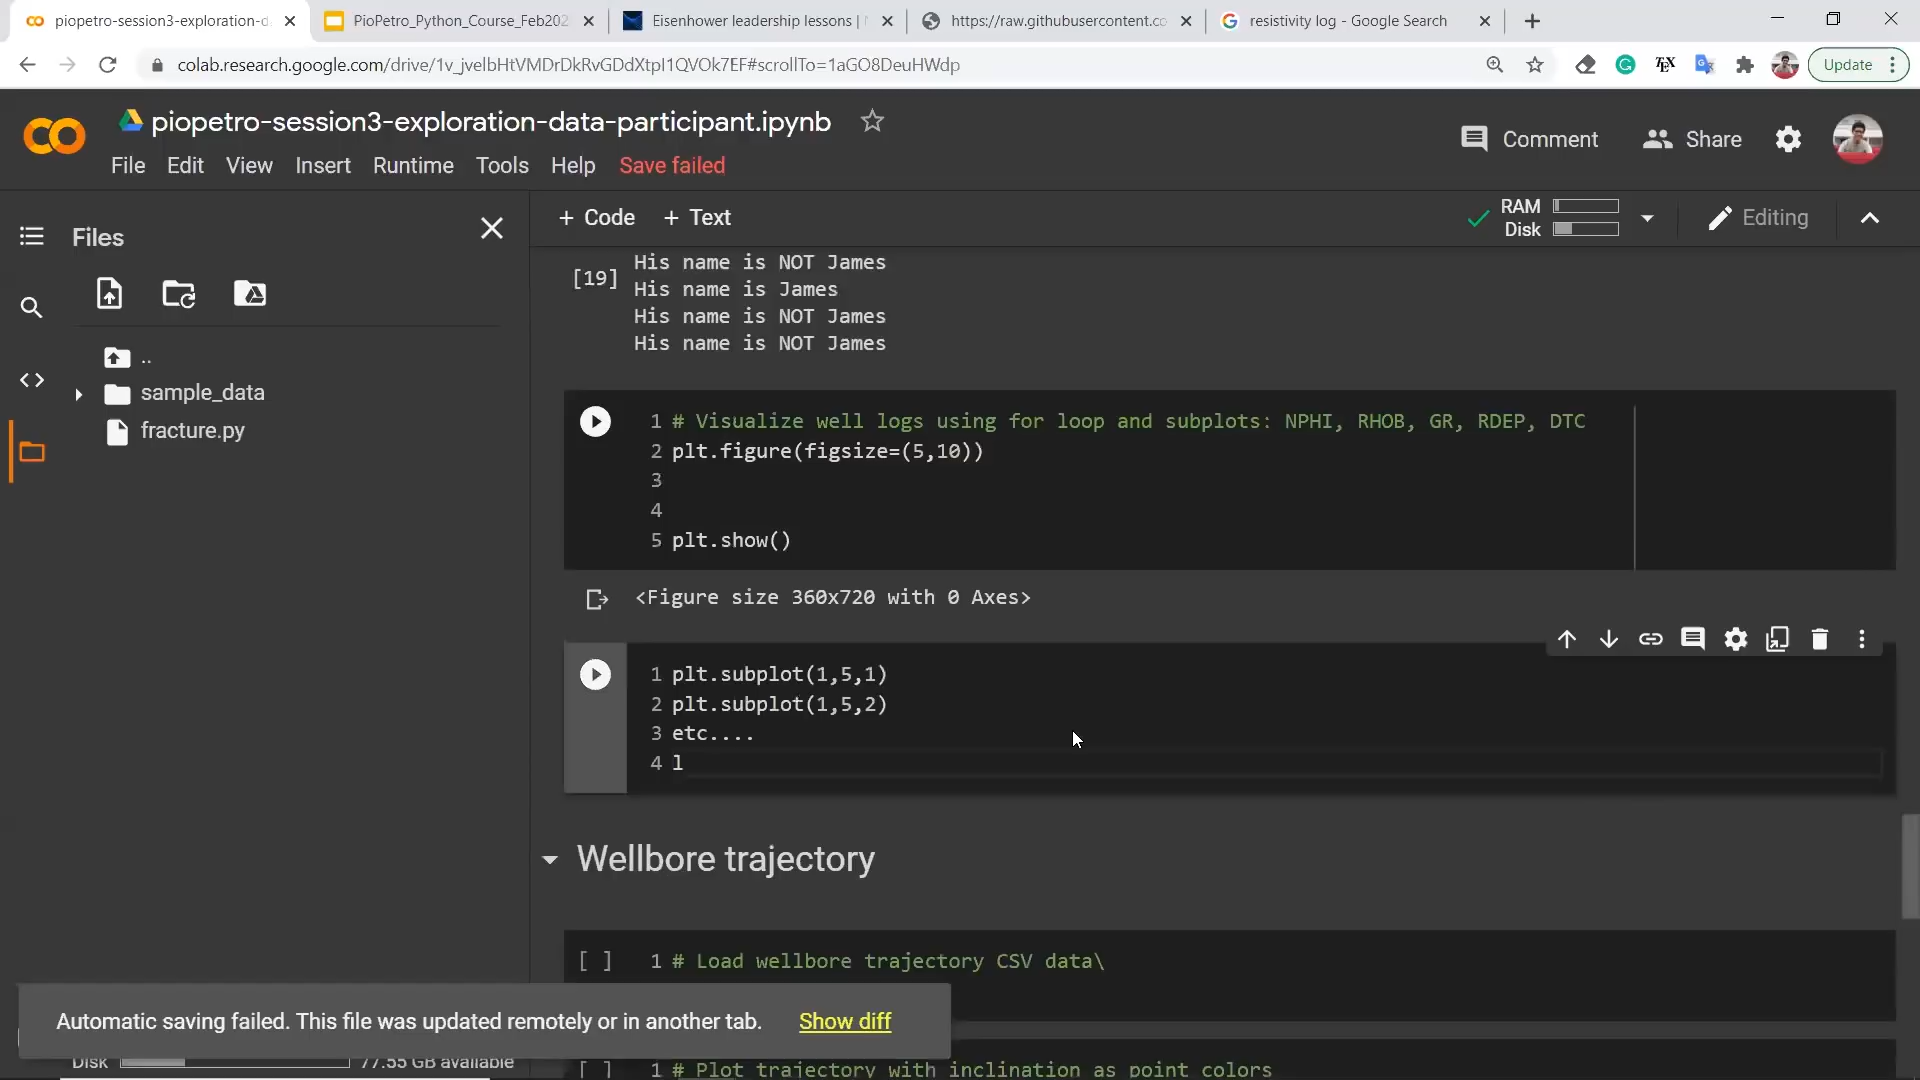 piopetro-session3-exploration-d
PioPetro_Python_Course_Feb202
Eisenhower leadership lessons |
https://raw.githubusercontent.co
resistivity log - Google Search
colab.research.google.com/drive/1v_jvelbHtVMDrDkRvGDdXtpI1QVOk7EF#scrollTo=1aGO8DeuHWdp
Update
piopetro-session3-exploration-data-participant.ipynb
Comment
Share
File Edit View Insert Runtime Tools Help Save failed
Files
+ Code + Text
RAM
Disk
Editing
..
sample_data
fracture.py
[19]
His name is NOT James
His name is James
His name is NOT James
His name is NOT James
1 # Visualize well logs using for loop and subplots: NPHI, RHOB, GR, RDEP, DTC
2 plt.figure(figsize=(5,10))
3
4
5 plt.show()
<Figure size 360x720 with 0 Axes>
1 plt.subplot(1,5,1)
2 plt.subplot(1,5,2)
3 etc....
4 l
Wellbore trajectory
[ ] 1 # Load wellbore trajectory CSV data\
Automatic saving failed. This file was updated remotely or in another tab. Show diff
Disk 77.55 GB available
[ ] 1 # Plot trajectory with inclination as point colors